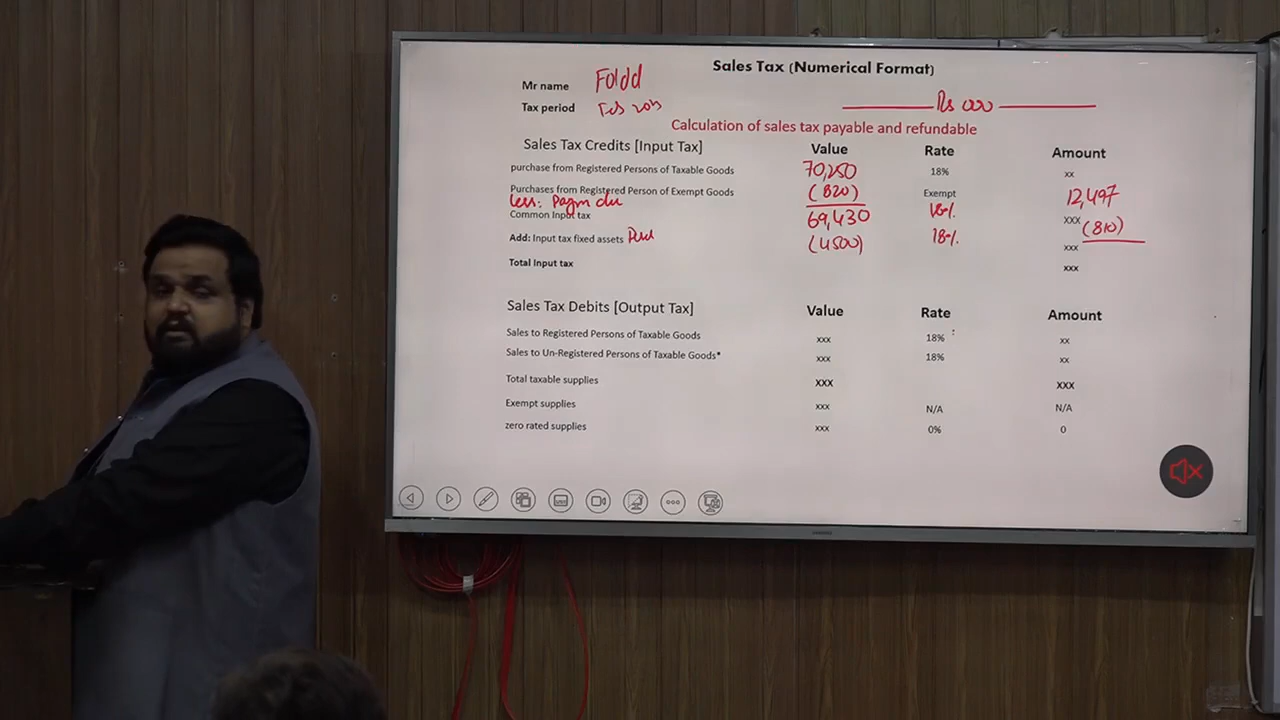 Sales Tax (Numerical Format)
Mr name
Tax period
Rs 000
Calculation of sales tax payable and refundable
Sales Tax Credits [Input Tax] Value Rate Amount
purchase from Registered Persons of Taxable Goods 70,250 18% xx
Purchases from Registered Person of Exempt Goods (820) Exempt 12,497
Less:
Common Input tax 69,430 18% xxx (810)
Add: Input tax fixed assets (4500) 18% xxx
Total Input tax xxx
Sales Tax Debits [Output Tax] Value Rate Amount
Sales to Registered Persons of Taxable Goods xxx 18% xx
Sales to Un-Registered Persons of Taxable Goods* xxx 18% xx
Total taxable supplies xxx xxx
Exempt supplies xxx N/A N/A
zero rated supplies xxx 0% 0